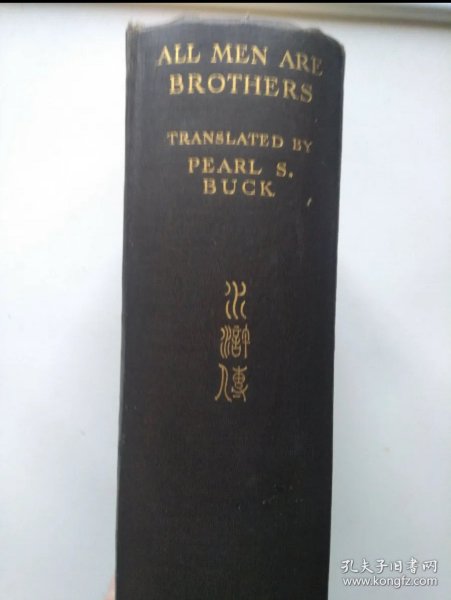 ALL MEN ARE
BROTHERS
TRANSLATED BY
PEARL S.
BUCK
水
滸
傳
孔夫子旧书网
www.kongfz.com